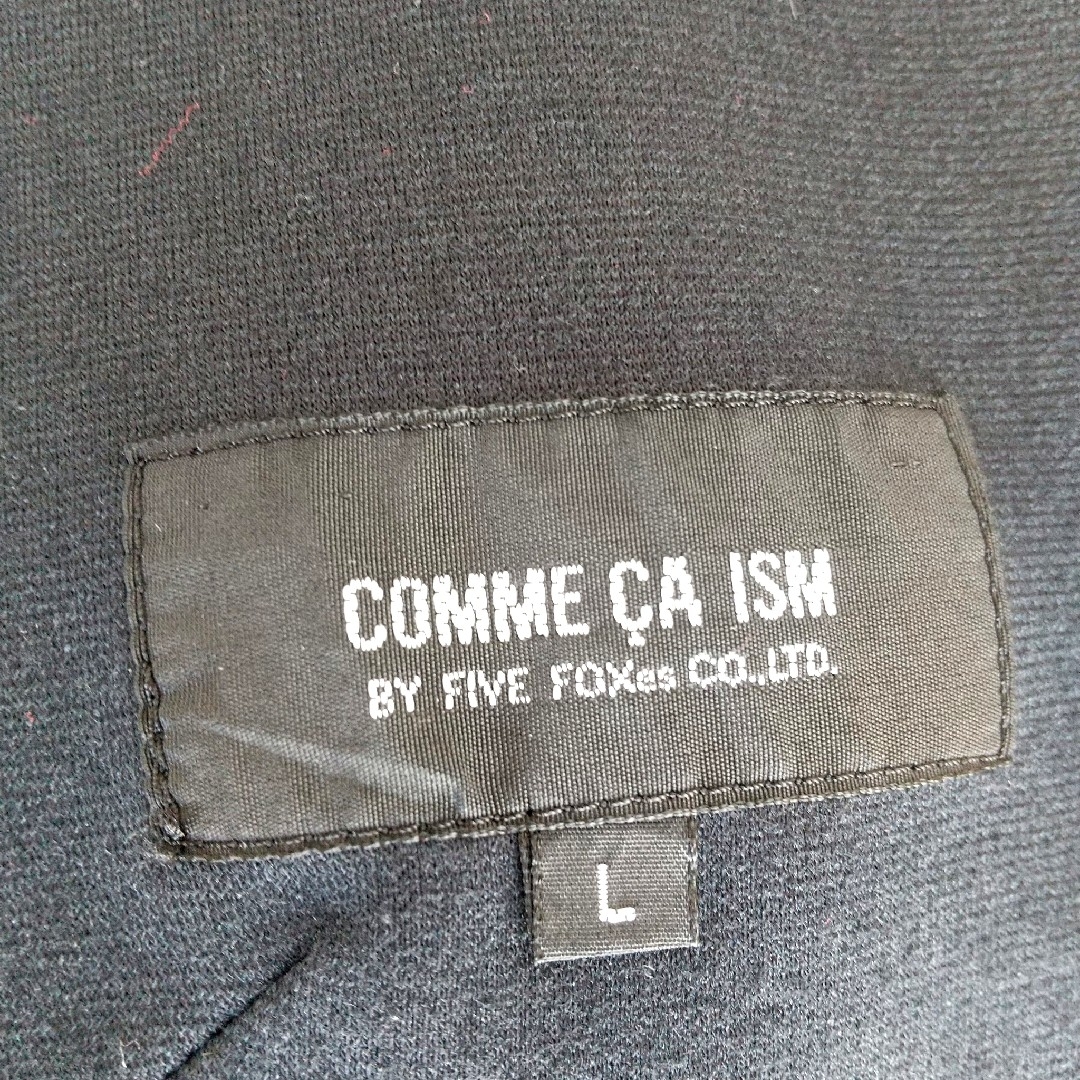 COMME ÇA ISM
BY FIVE FOXes CO.,LTD.
L